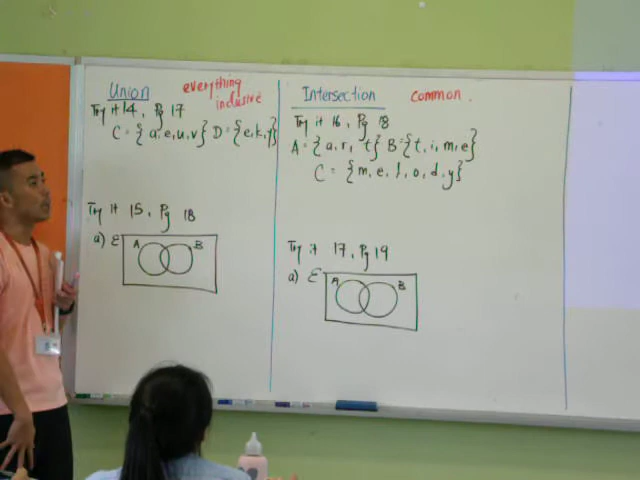 Union everything inclusive
Try it 14, Pg 17
C = {a, e, u, v} D = {e, k, y}
Try it 15, Pg 18
a) ℰ
A B
Intersection common.
Try it 16, Pg 18
A = {a, r, t} B = {t, i, m, e}
C = {m, e, l, o, d, y}
Try it 17, Pg 19
a) ℰ
A B